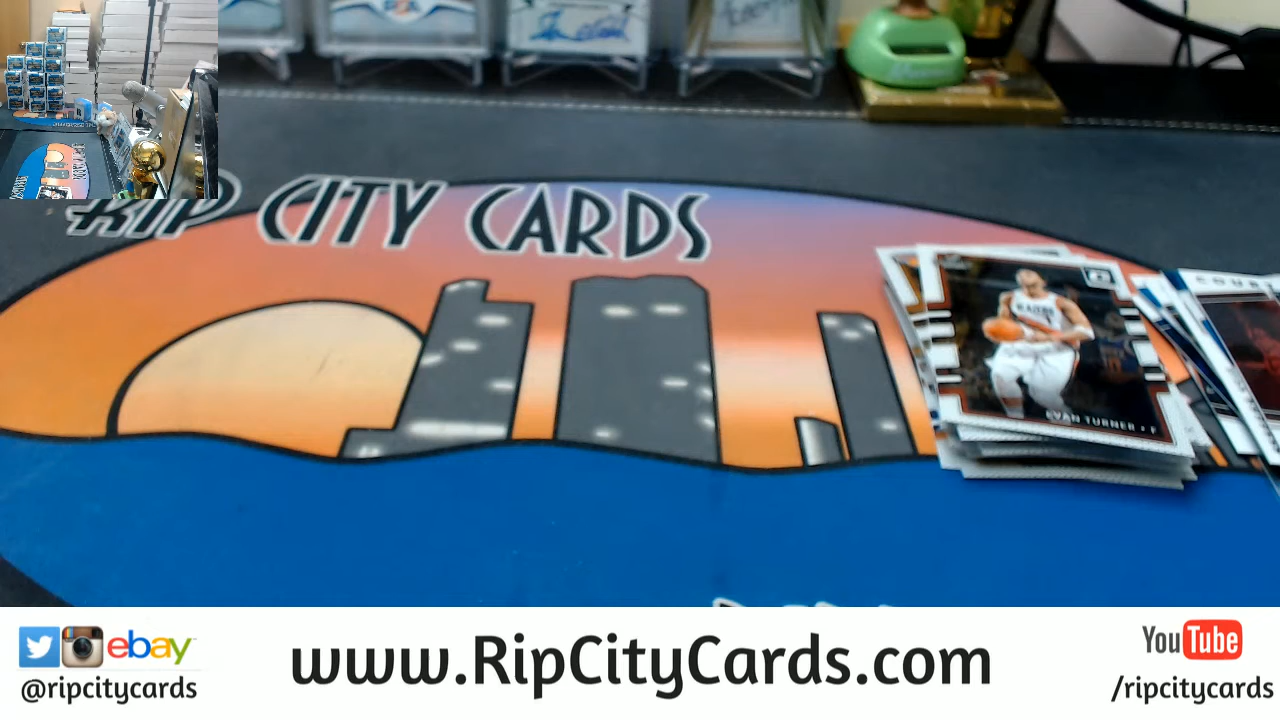 RIP CITY CARDS
EVAN TURNER • F
ebay
@ripcitycards
www.RipCityCards.com
YouTube
/ripcitycards